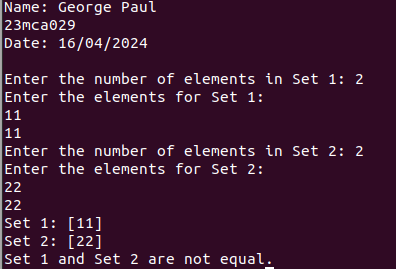 Name: George Paul
23mca029
Date: 16/04/2024
Enter the number of elements in Set 1: 2
Enter the elements for Set 1:
11
11
Enter the number of elements in Set 2: 2
Enter the elements for Set 2:
22
22
Set 1: [11]
Set 2: [22]
Set 1 and Set 2 are not equal.